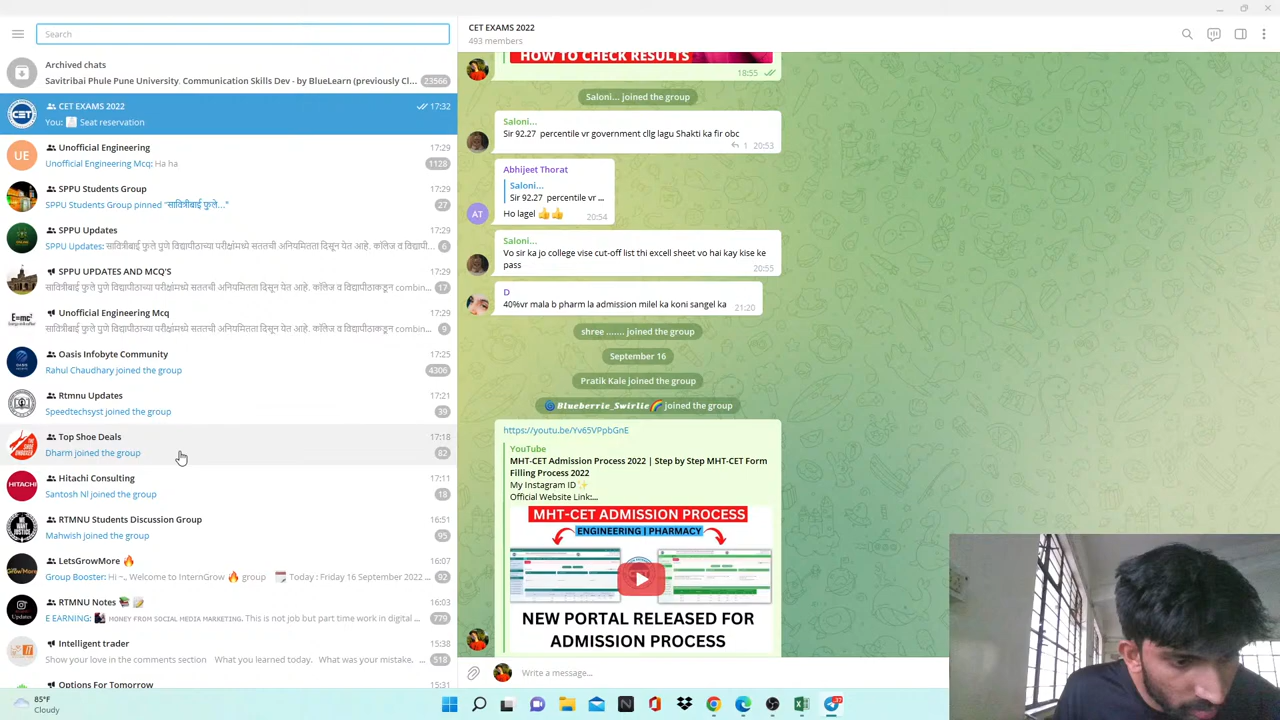 Search
Archived chats
Savitribai Phule Pune University. Communication Skills Dev - by BlueLearn (previously Cl... 23566
CET EXAMS 2022 17:32
You: Seat reservation
Unofficial Engineering 17:29
Unofficial Engineering Mcq: Ha ha 1128
SPPU Students Group 17:29
SPPU Students Group pinned "सावित्रीबाई फुले..." 27
SPPU Updates 17:29
SPPU Updates: सावित्रीबाई फुले पुणे विद्यापीठाच्या परीक्षांमध्ये सततची अनियमितता दिसून येत आहे. कॉलेज व विद्यापी... 6
SPPU UPDATES AND MCQ'S 17:29
सावित्रीबाई फुले पुणे विद्यापीठाच्या परीक्षांमध्ये सततची अनियमितता दिसून येत आहे. कॉलेज व विद्यापीठाकडून combin... 17
Unofficial Engineering Mcq 17:29
सावित्रीबाई फुले पुणे विद्यापीठाच्या परीक्षांमध्ये सततची अनियमितता दिसून येत आहे. कॉलेज व विद्यापीठाकडून combin... 9
Oasis Infobyte Community 17:25
Rahul Chaudhary joined the group 4306
Rtmnu Updates 17:21
Speedtechsyst joined the group 39
Top Shoe Deals 17:18
Dharm joined the group 82
Hitachi Consulting 17:11
Santosh Nl joined the group 18
RTMNU Students Discussion Group 16:51
Mahwish joined the group 95
LetsGrowMore 🔥 16:07
Group Booster: Hi ~,, Welcome to InternGrow 🔥 group Today : Friday 16 September 2022 ... 92
RTMNU Notes 16:03
E EARNING: MONEY FROM SOCIAL MEDIA MARKETING. This is not job but part time work in digital ... 779
Intelligent trader 15:38
Show your love in the comments section What you learned today. What was your mistake. ... 518
Options For Tomorrow 15:31
CET
UE
E=mc²
HITACHI
85°F
Cloudy
CET EXAMS 2022
493 members
HOW TO CHECK RESULTS
18:55
Saloni... joined the group
Saloni...
Sir 92.27 percentile vr government cllg lagu Shakti ka fir obc
1 20:53
Abhijeet Thorat
Saloni...
Sir 92.27 percentile vr ...
AT
Ho lagel 👍👍 20:54
Saloni...
Vo sir ka jo college vise cut-off list thi excell sheet vo hai kay kise ke
pass 20:55
D
40%vr mala b pharm la admission milel ka koni sangel ka 21:20
shree ....... joined the group
September 16
Pratik Kale joined the group
Blueberrie_Swirlie🌈 joined the group
https://youtu.be/Yv65VPpbGnE
YouTube
MHT-CET Admission Process 2022 | Step by Step MHT-CET Form
Filling Process 2022
My Instagram ID✨
Official Website Link:...
MHT-CET ADMISSION PROCESS
ENGINEERING | PHARMACY
NEW PORTAL RELEASED FOR
ADMISSION PROCESS
Write a message...